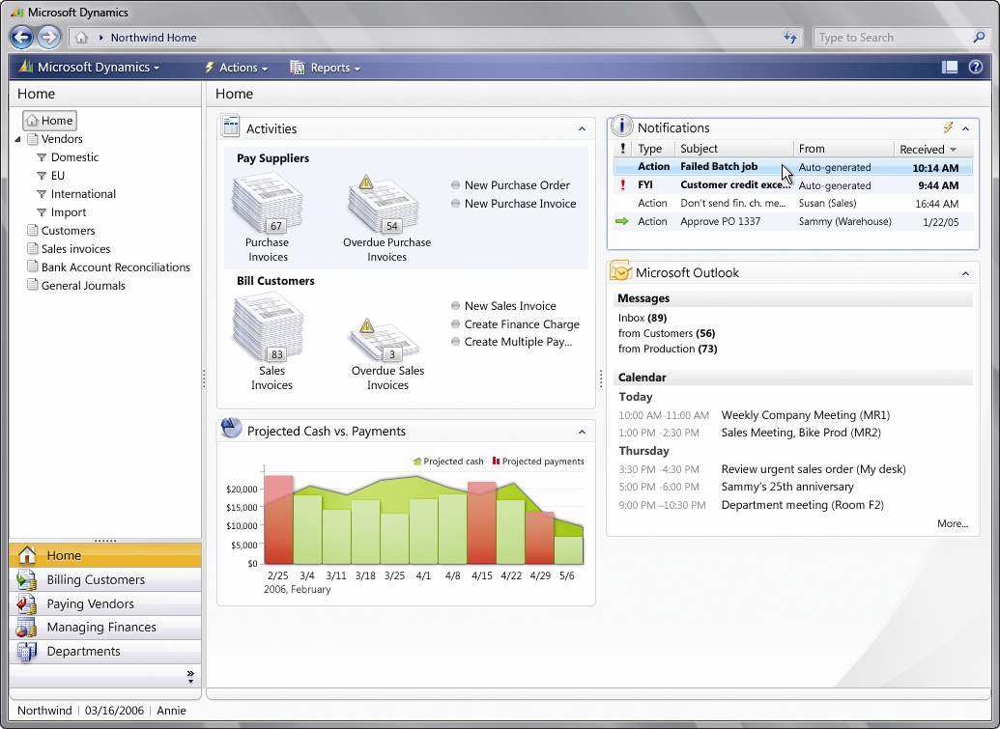 Microsoft Dynamics
Northwind Home
Type to Search
Microsoft Dynamics
Actions
Reports
Home
Home
Vendors
Domestic
EU
International
Import
Customers
Sales invoices
Bank Account Reconciliations
General Journals
Home
Billing Customers
Paying Vendors
Managing Finances
Departments
Home
Activities
Pay Suppliers
67
Purchase
Invoices
54
Overdue Purchase
Invoices
New Purchase Order
New Purchase Invoice
Bill Customers
83
Sales
Invoices
3
Overdue Sales
Invoices
New Sales Invoice
Create Finance Charge
Create Multiple Pay...
Projected Cash vs. Payments
Projected cash Projected payments
$20,000
$15,000
$10,000
$5,000
$0
2/25 3/4 3/11 3/18 3/25 4/1 4/8 4/15 4/22 4/29 5/6
2006, February
Notifications
! Type Subject From Received
Action Failed Batch job Auto-generated 10:14 AM
! FYI Customer credit exce... Auto-generated 9:44 AM
Action Don't send fin. ch. me... Susan (Sales) 16:44 AM
Action Approve PO 1337 Sammy (Warehouse) 1/22/05
Microsoft Outlook
Messages
Inbox (89)
from Customers (56)
from Production (73)
Calendar
Today
10:00 AM-11:00 AM Weekly Company Meeting (MR1)
1:00 PM -2:30 PM Sales Meeting, Bike Prod (MR2)
Thursday
3:30 PM -4:30 PM Review urgent sales order (My desk)
5:00 PM -6:00 PM Sammy's 25th anniversary
9:00 PM –10:30 PM Department meeting (Room F2)
More...
Northwind | 03/16/2006 | Annie